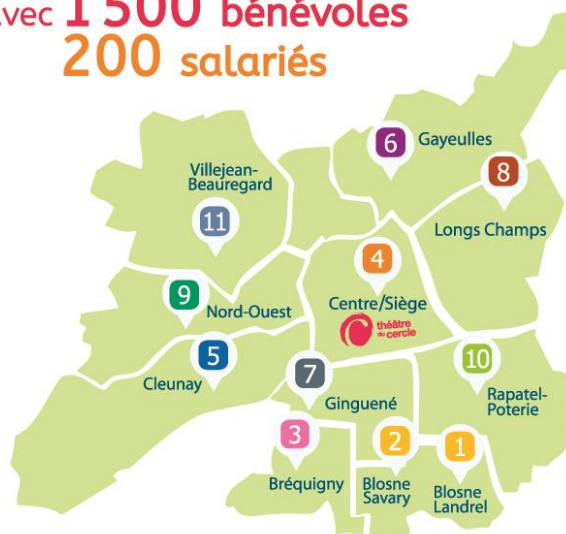 avec 1 500 bénévoles
200 salariés
6 Gayeulles
8
Longs Champs
Villejean-
Beauregard
11
4
Centre/Siège
théâtre
du cercle
9
Nord-Ouest
5
Cleunay
7
Ginguené
10
Rapatel-
Poterie
3
Bréquigny
2
Blosne
Savary
1
Blosne
Landrel